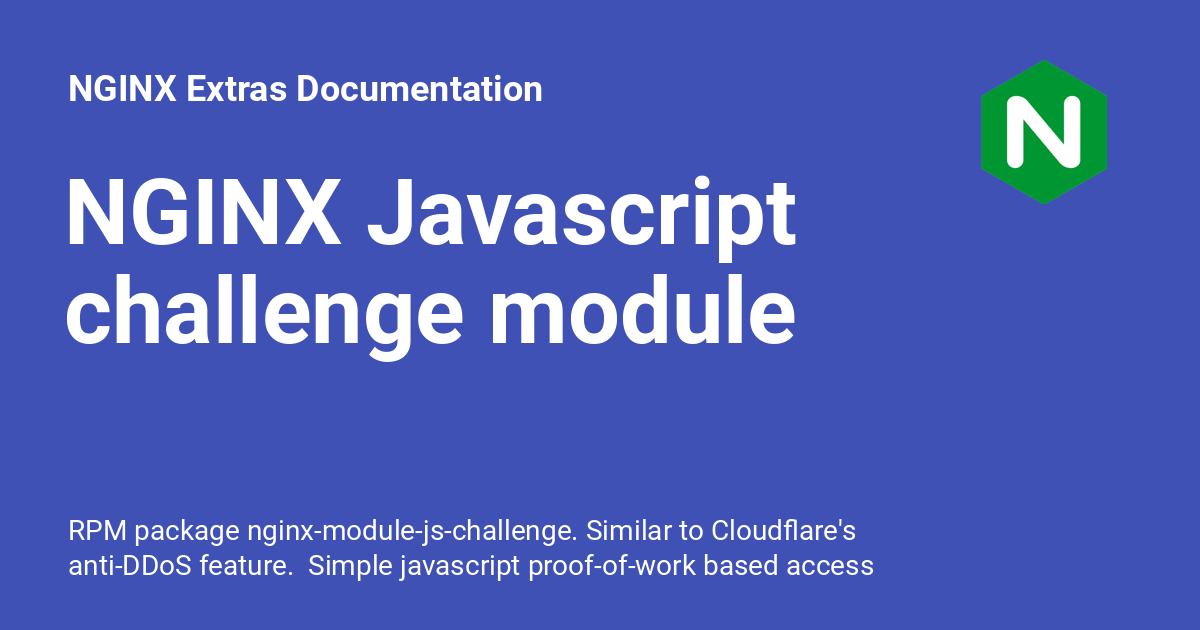 NGINX Extras Documentation
N
NGINX Javascript
challenge module
RPM package nginx-module-js-challenge. Similar to Cloudflare's
anti-DDoS feature.  Simple javascript proof-of-work based access